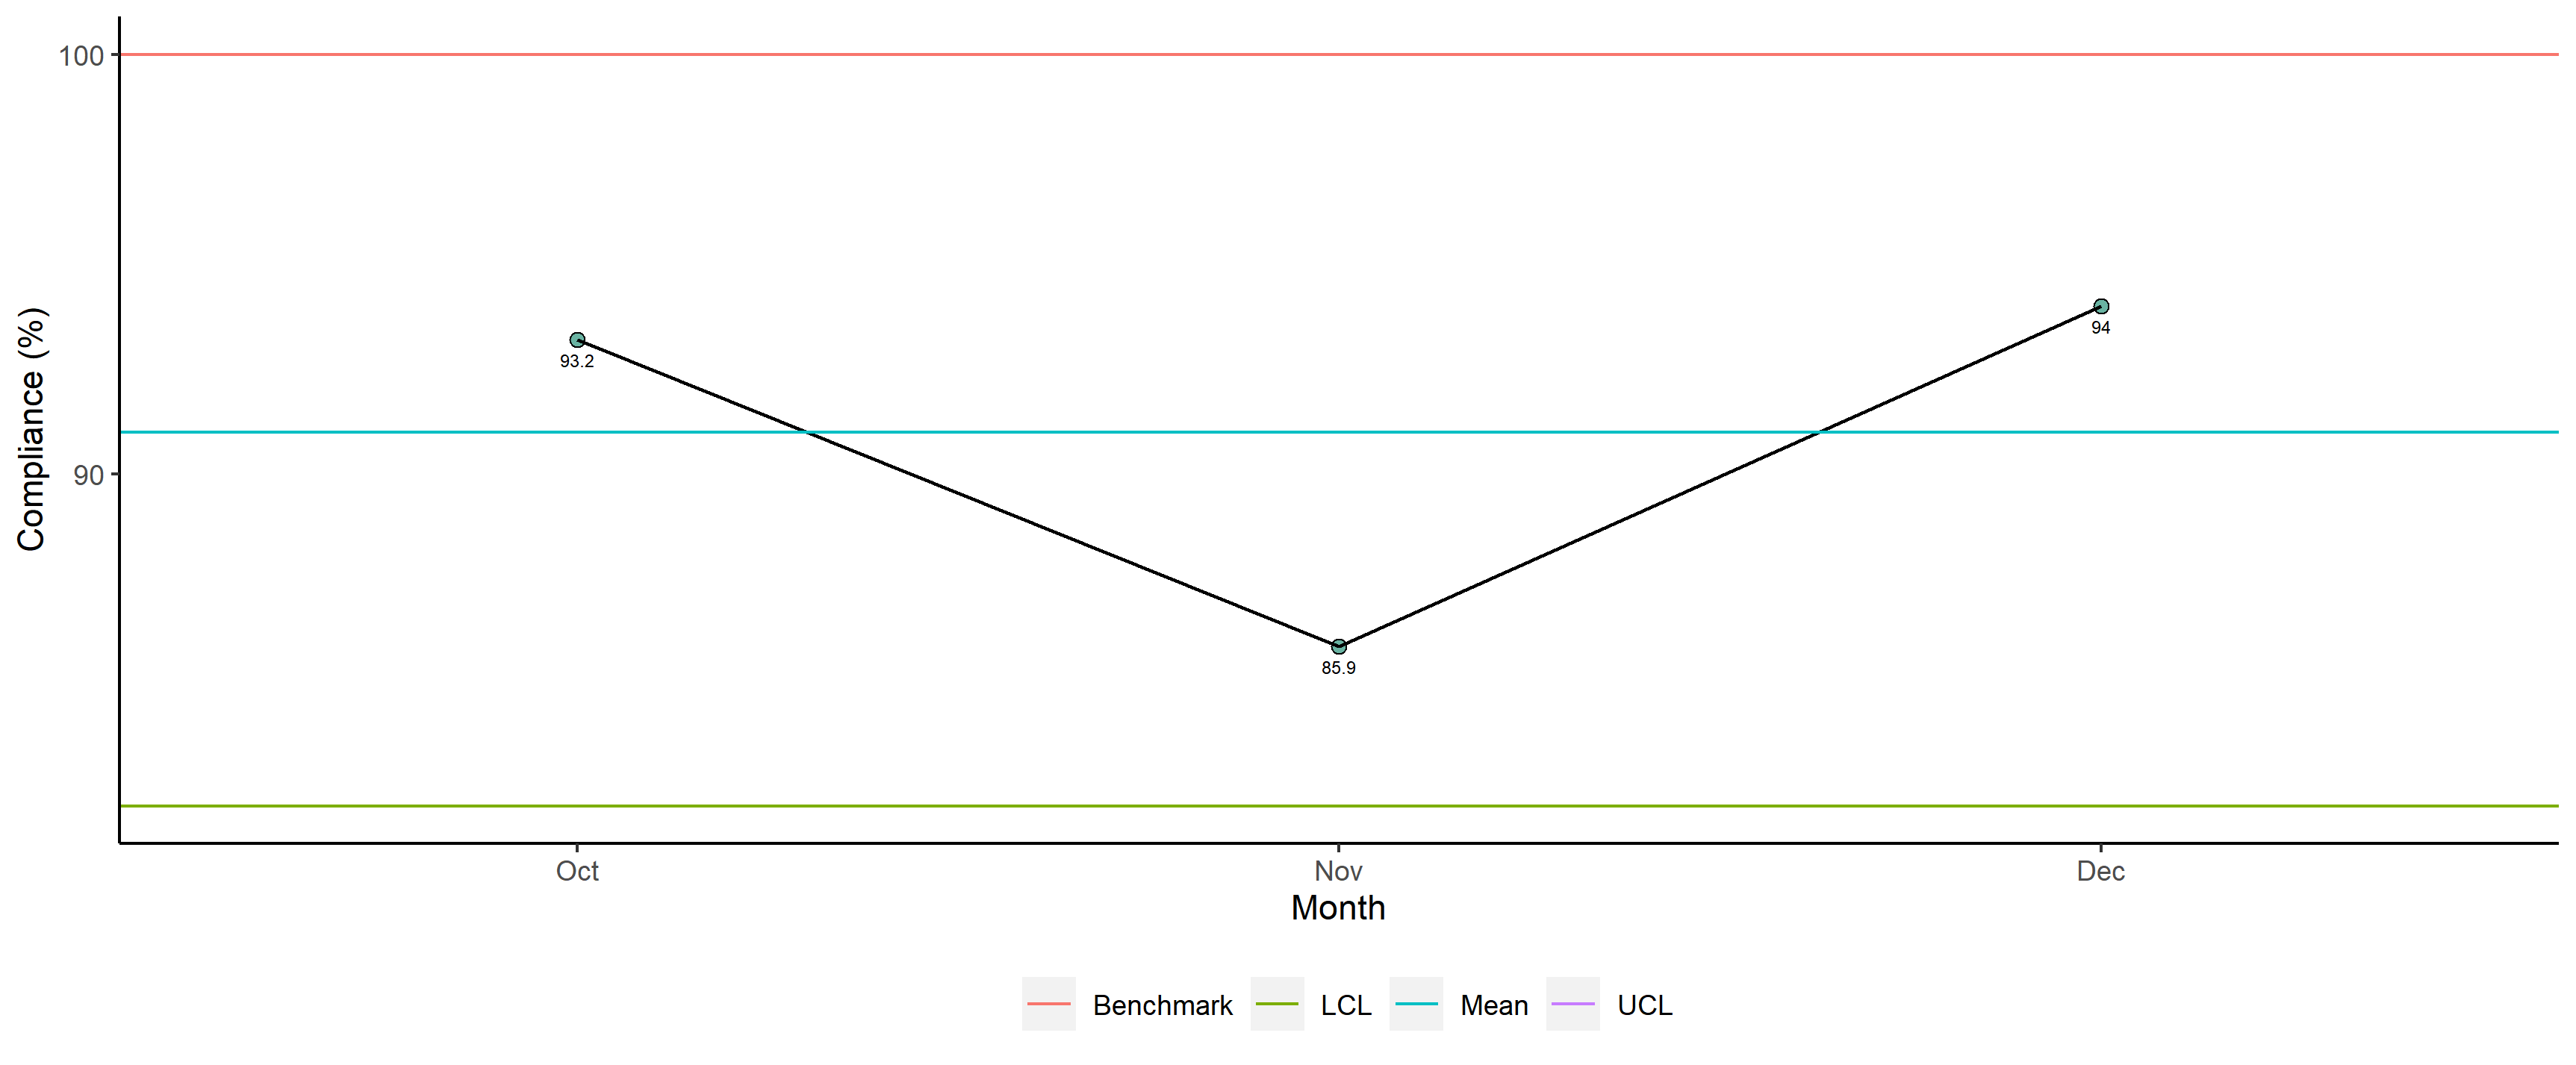 100
90
Compliance (%)
93.2
85.9
94
Oct Nov Dec
Month
Benchmark LCL Mean UCL